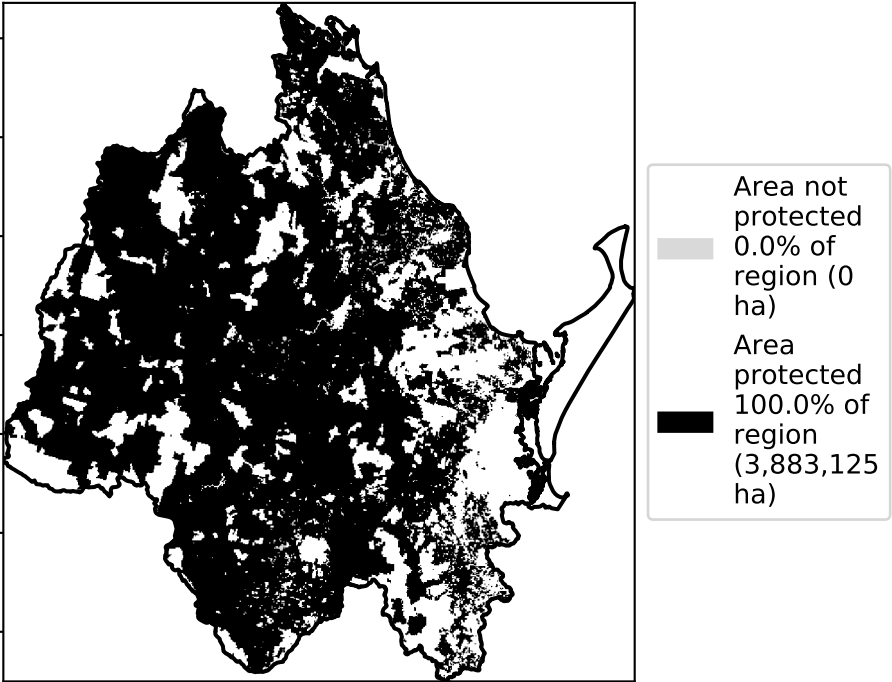 Area not
protected
0.0% of
region (0
ha)
Area
protected
100.0% of
region
(3,883,125
ha)